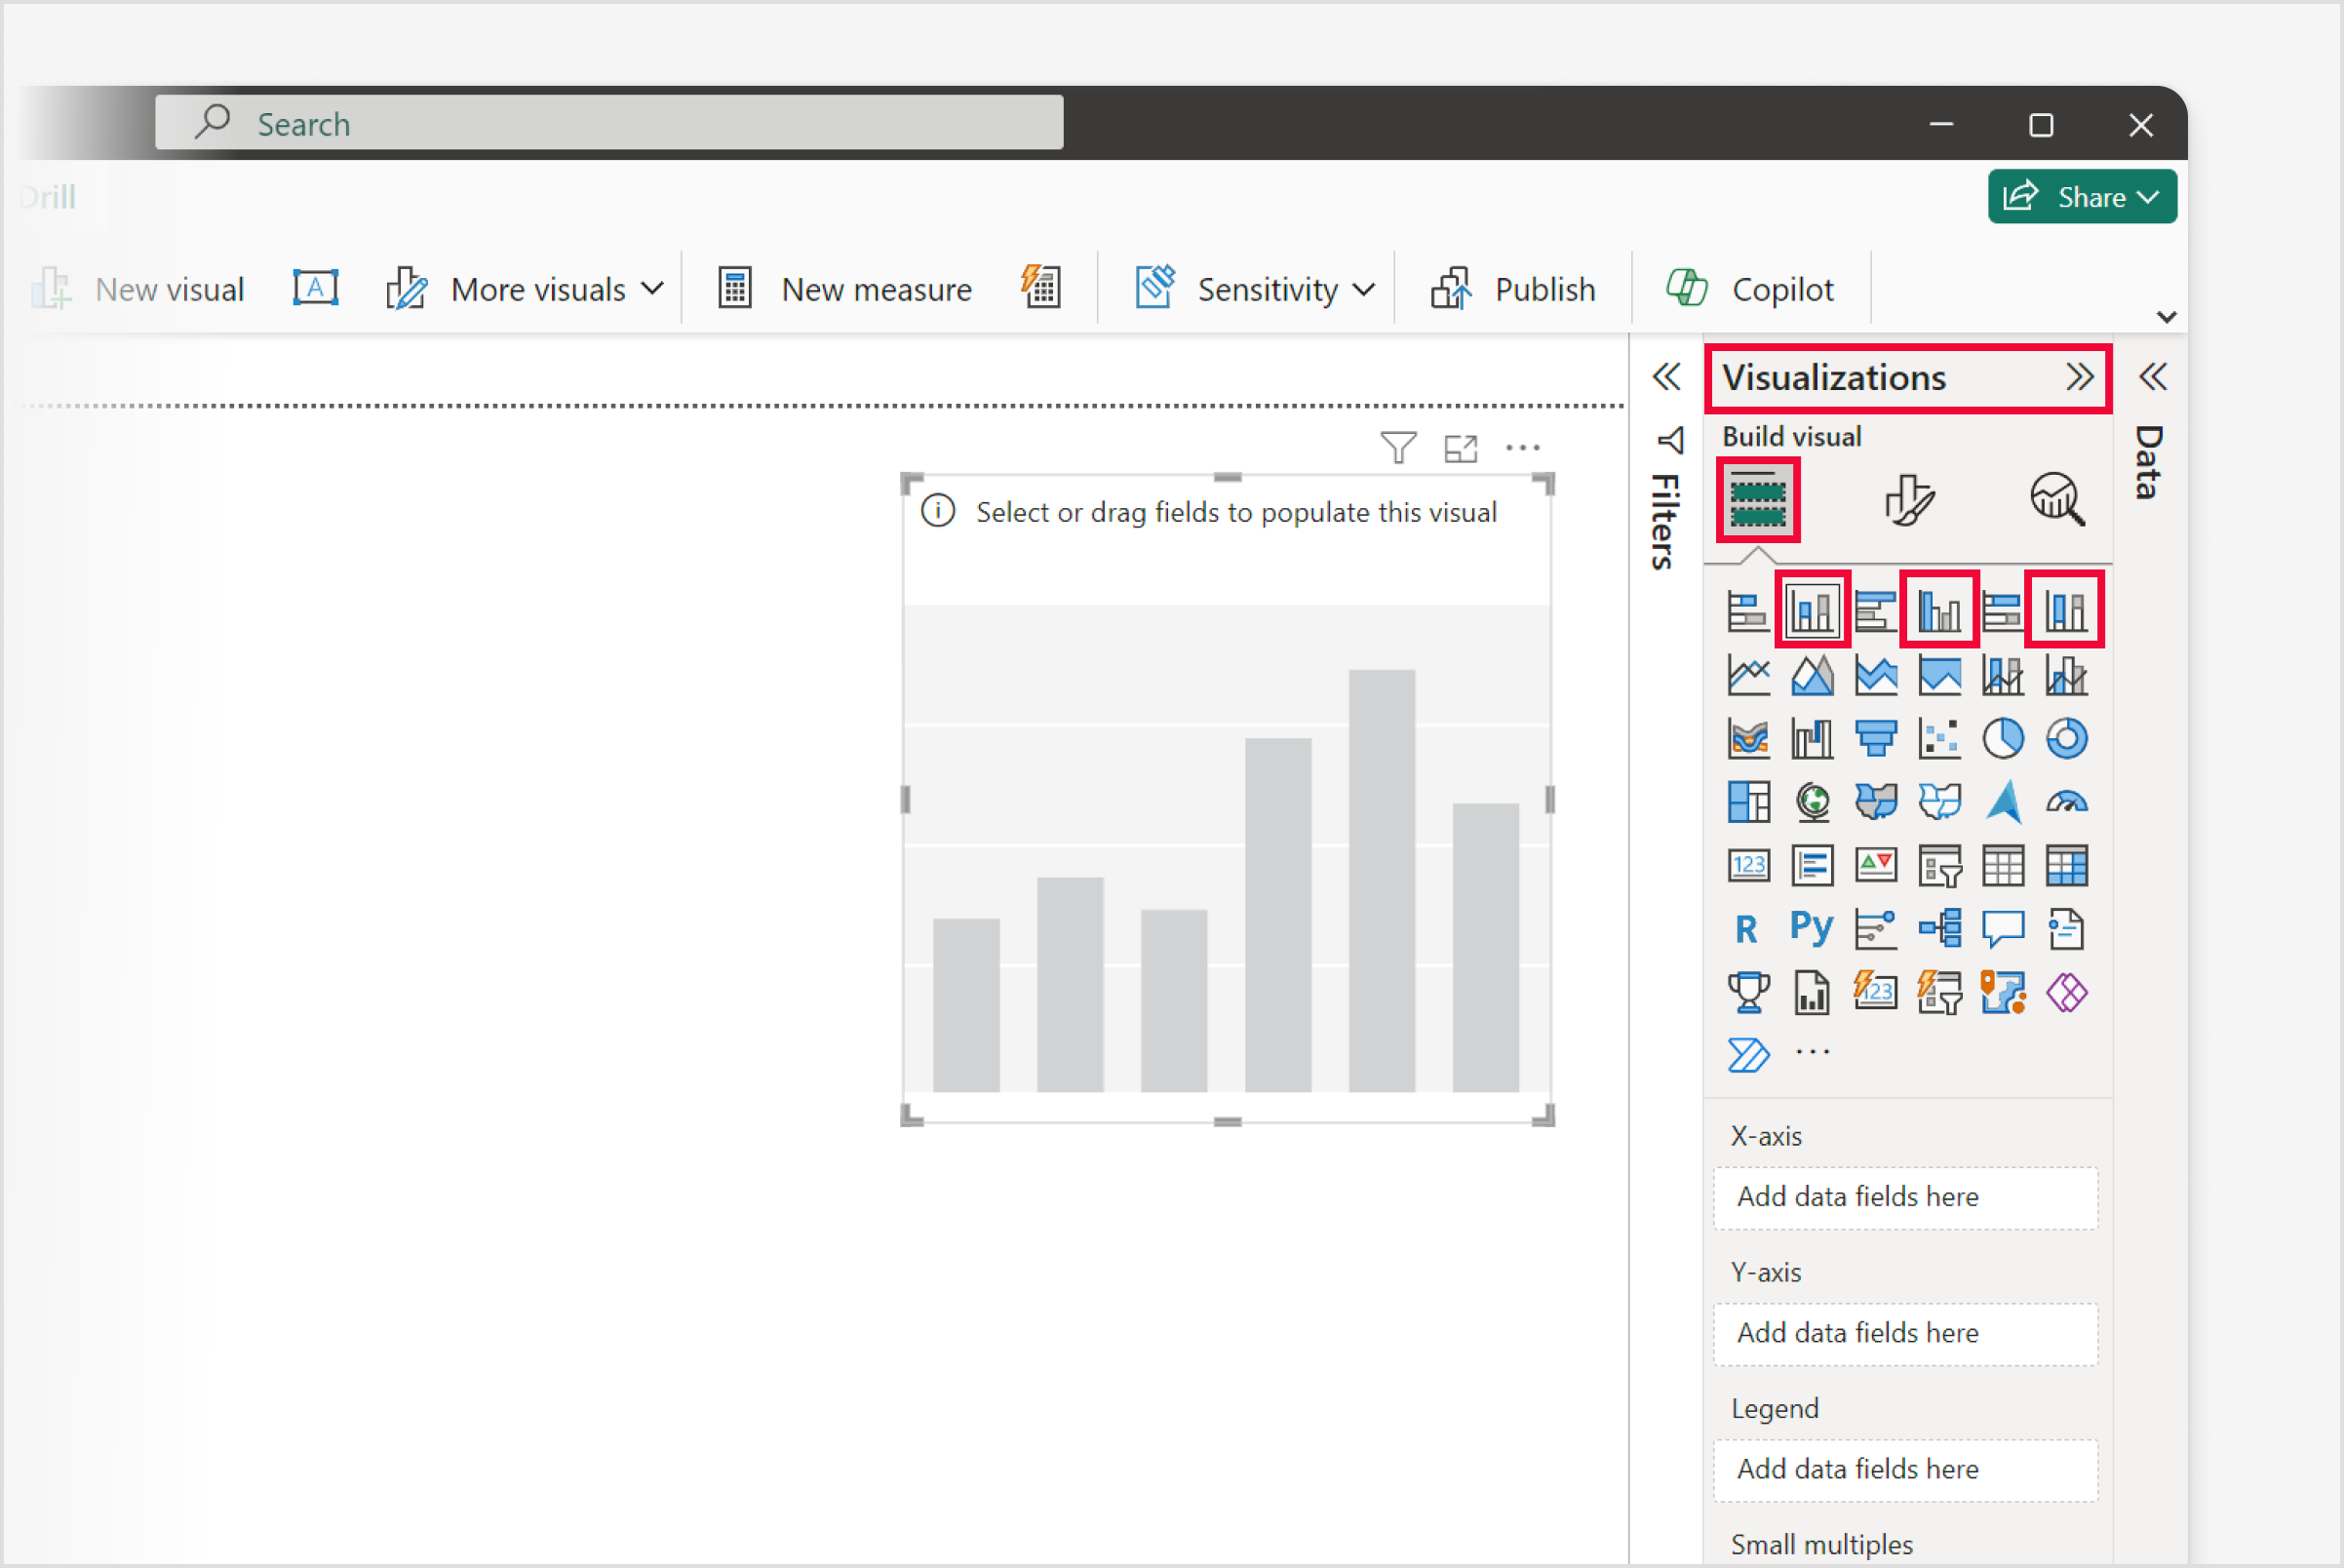 Search
Drill
Share
New visual
A
More visuals
New measure
Sensitivity
Publish
Copilot
Visualizations
Build visual
Filters
Data
Select or drag fields to populate this visual
123
R
Py
123
X-axis
Add data fields here
Y-axis
Add data fields here
Legend
Add data fields here
Small multiples